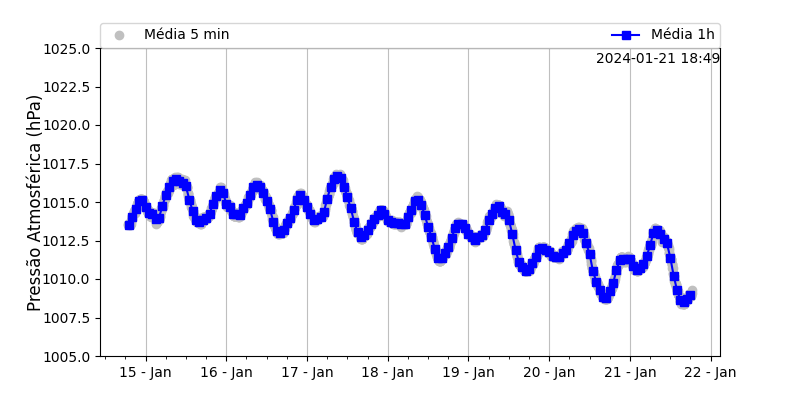 Média 5 min
Média 1h
2024-01-21 18:49
Pressão Atmosférica (hPa)
1025.0
1022.5
1020.0
1017.5
1015.0
1012.5
1010.0
1007.5
1005.0
15 - Jan
16 - Jan
17 - Jan
18 - Jan
19 - Jan
20 - Jan
21 - Jan
22 - Jan